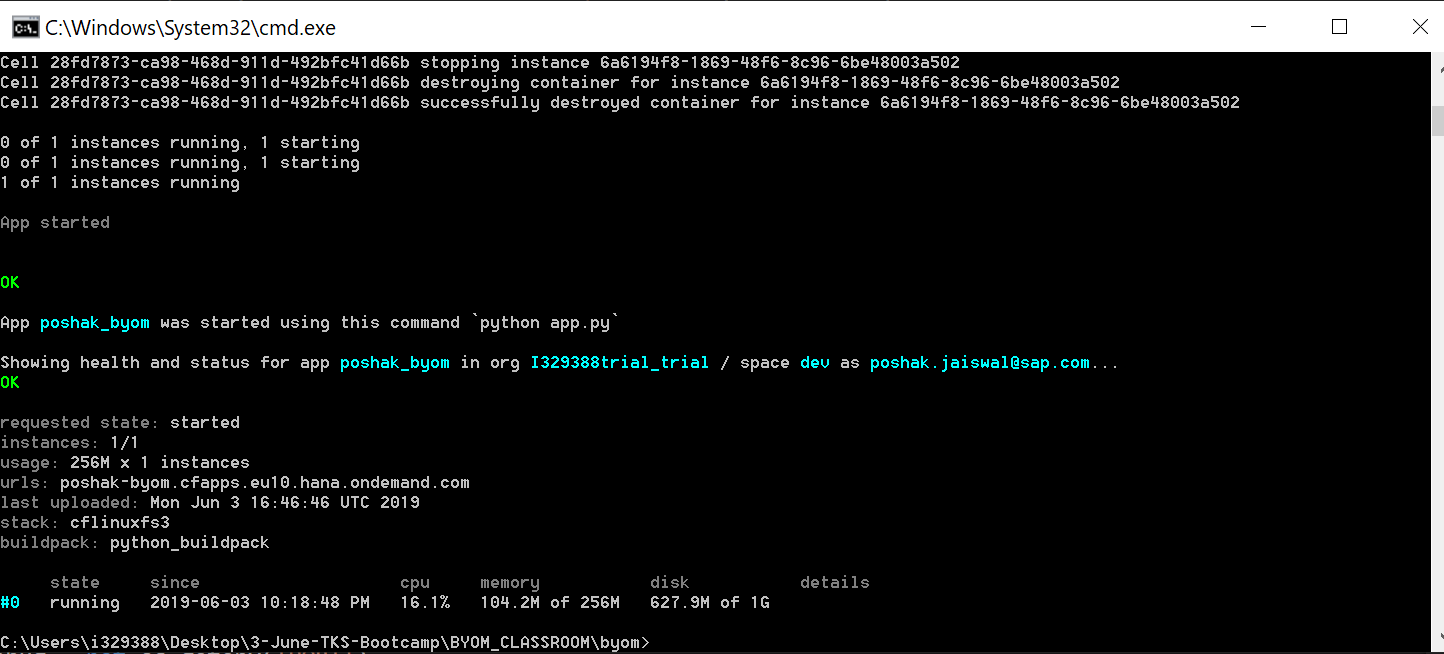 C:\Windows\System32\cmd.exe
Cell 28fd7873-ca98-468d-911d-492bfc41d66b stopping instance 6a6194f8-1869-48f6-8c96-6be48003a502
Cell 28fd7873-ca98-468d-911d-492bfc41d66b destroying container for instance 6a6194f8-1869-48f6-8c96-6be48003a502
Cell 28fd7873-ca98-468d-911d-492bfc41d66b successfully destroyed container for instance 6a6194f8-1869-48f6-8c96-6be48003a502
0 of 1 instances running, 1 starting
0 of 1 instances running, 1 starting
1 of 1 instances running
App started
OK
App poshak_byom was started using this command `python app.py`
Showing health and status for app poshak_byom in org I329388trial_trial / space dev as poshak.jaiswal@sap.com...
OK
requested state: started
instances: 1/1
usage: 256M x 1 instances
urls: poshak-byom.cfapps.eu10.hana.ondemand.com
last uploaded: Mon Jun 3 16:46:46 UTC 2019
stack: cflinuxfs3
buildpack: python_buildpack
state since cpu memory disk details
#0 running 2019-06-03 10:18:48 PM 16.1% 104.2M of 256M 627.9M of 1G
C:\Users\i329388\Desktop\3-June-TKS-Bootcamp\BYOM_CLASSROOM\byom>